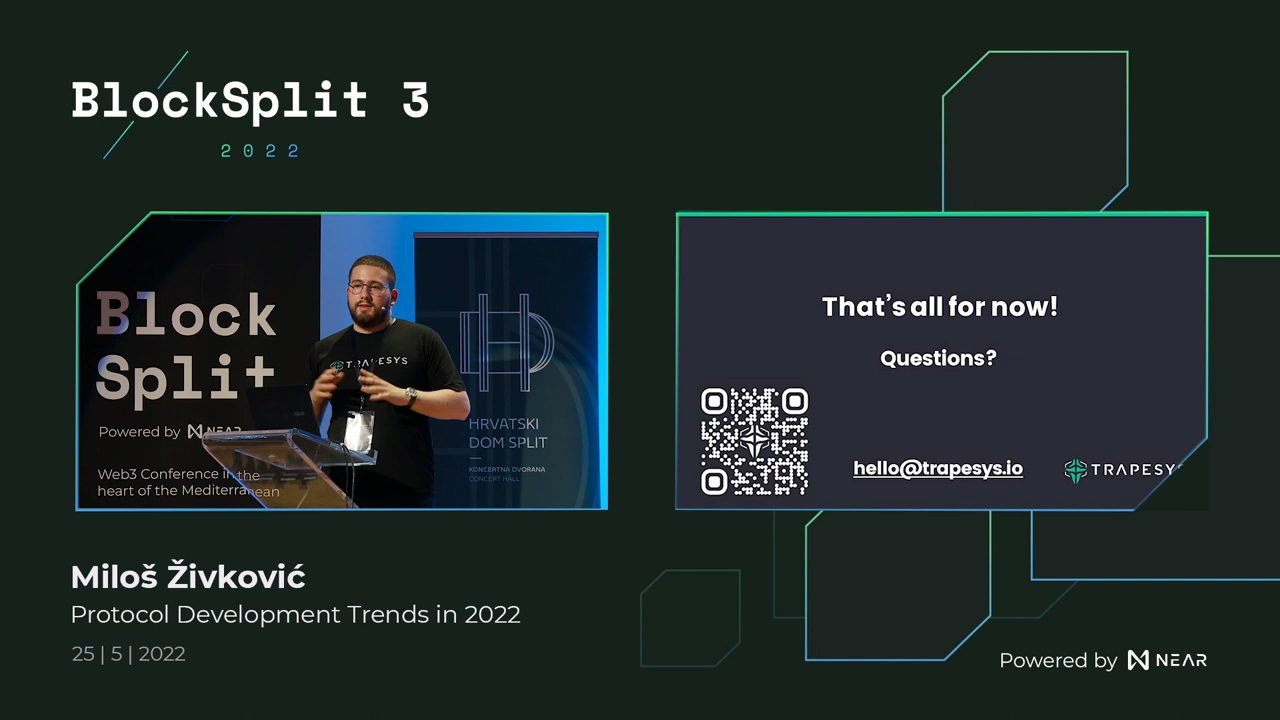 BlockSplit 3
2022
Block
Split
Powered by NEAR
Web3 Conference in the
heart of the Mediterranean
TRAPESYS
HRVATSKI
DOM SPLIT
KONCERTNA DVORANA
CONCERT HALL
That's all for now!
Questions?
hello@trapesys.io
TRAPESYS
Miloš Živković
Protocol Development Trends in 2022
25 | 5 | 2022
Powered by NEAR